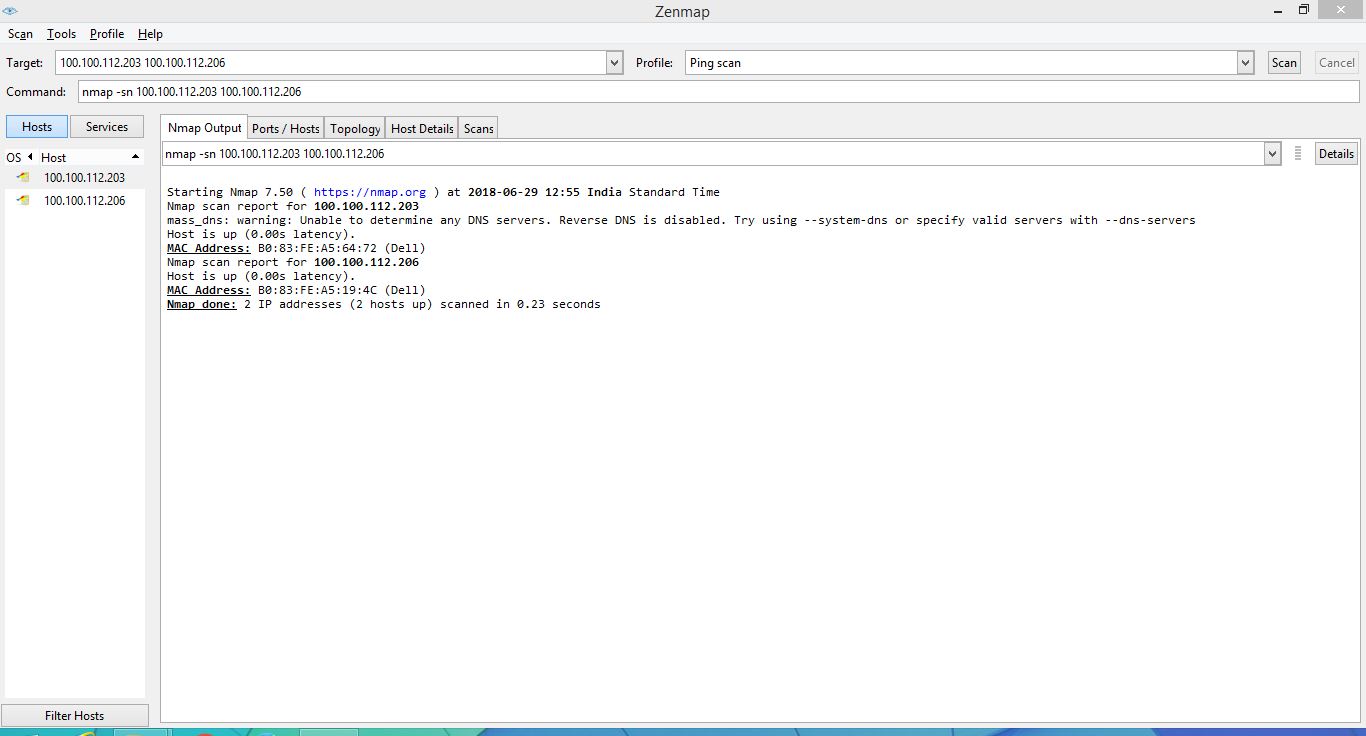 Zenmap
Scan Tools Profile Help
Target: 100.100.112.203 100.100.112.206 Profile: Ping scan Scan Cancel
Command: nmap -sn 100.100.112.203 100.100.112.206
Hosts Services
Nmap Output Ports / Hosts Topology Host Details Scans
OS Host
100.100.112.203
100.100.112.206
nmap -sn 100.100.112.203 100.100.112.206 Details
Starting Nmap 7.50 ( https://nmap.org ) at 2018-06-29 12:55 India Standard Time
Nmap scan report for 100.100.112.203
mass_dns: warning: Unable to determine any DNS servers. Reverse DNS is disabled. Try using --system-dns or specify valid servers with --dns-servers
Host is up (0.00s latency).
MAC Address: B0:83:FE:A5:64:72 (Dell)
Nmap scan report for 100.100.112.206
Host is up (0.00s latency).
MAC Address: B0:83:FE:A5:19:4C (Dell)
Nmap done: 2 IP addresses (2 hosts up) scanned in 0.23 seconds
Filter Hosts